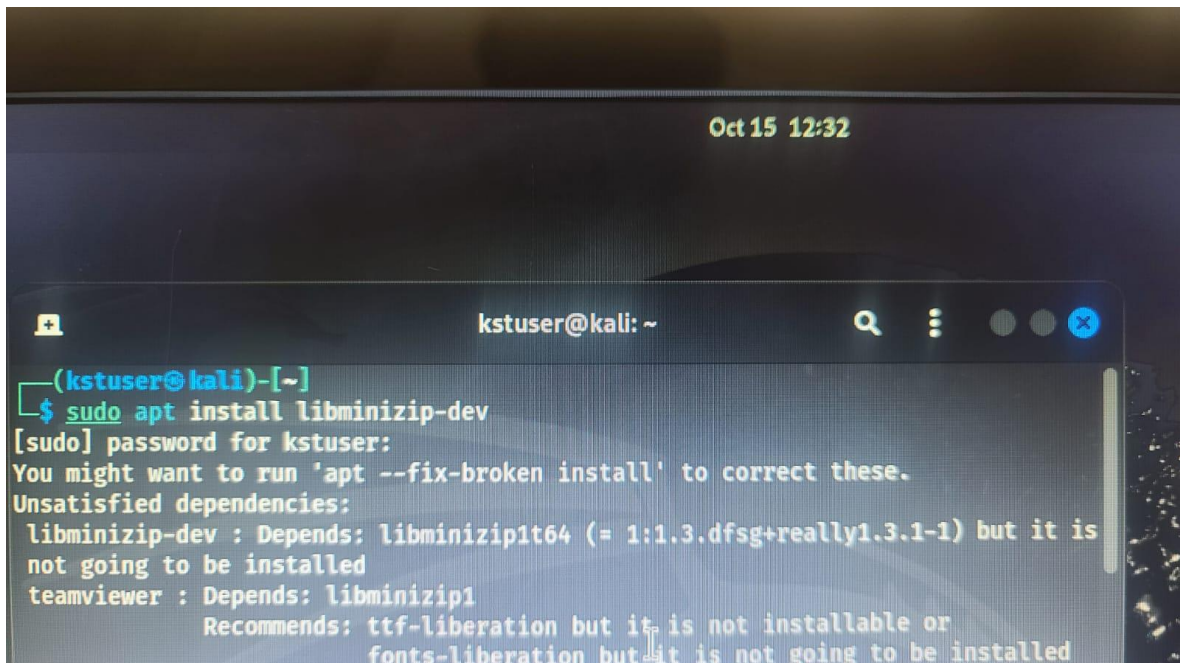 Oct 15 12:32
kstuser@kali: ~
┌──(kstuser㉿kali)-[~]
└─$ sudo apt install libminizip-dev
[sudo] password for kstuser:
You might want to run 'apt --fix-broken install' to correct these.
Unsatisfied dependencies:
libminizip-dev : Depends: libminizip1t64 (= 1:1.3.dfsg+really1.3.1-1) but it is
not going to be installed
teamviewer : Depends: libminizip1
Recommends: ttf-liberation but it is not installable or
fonts-liberation but it is not going to be installed